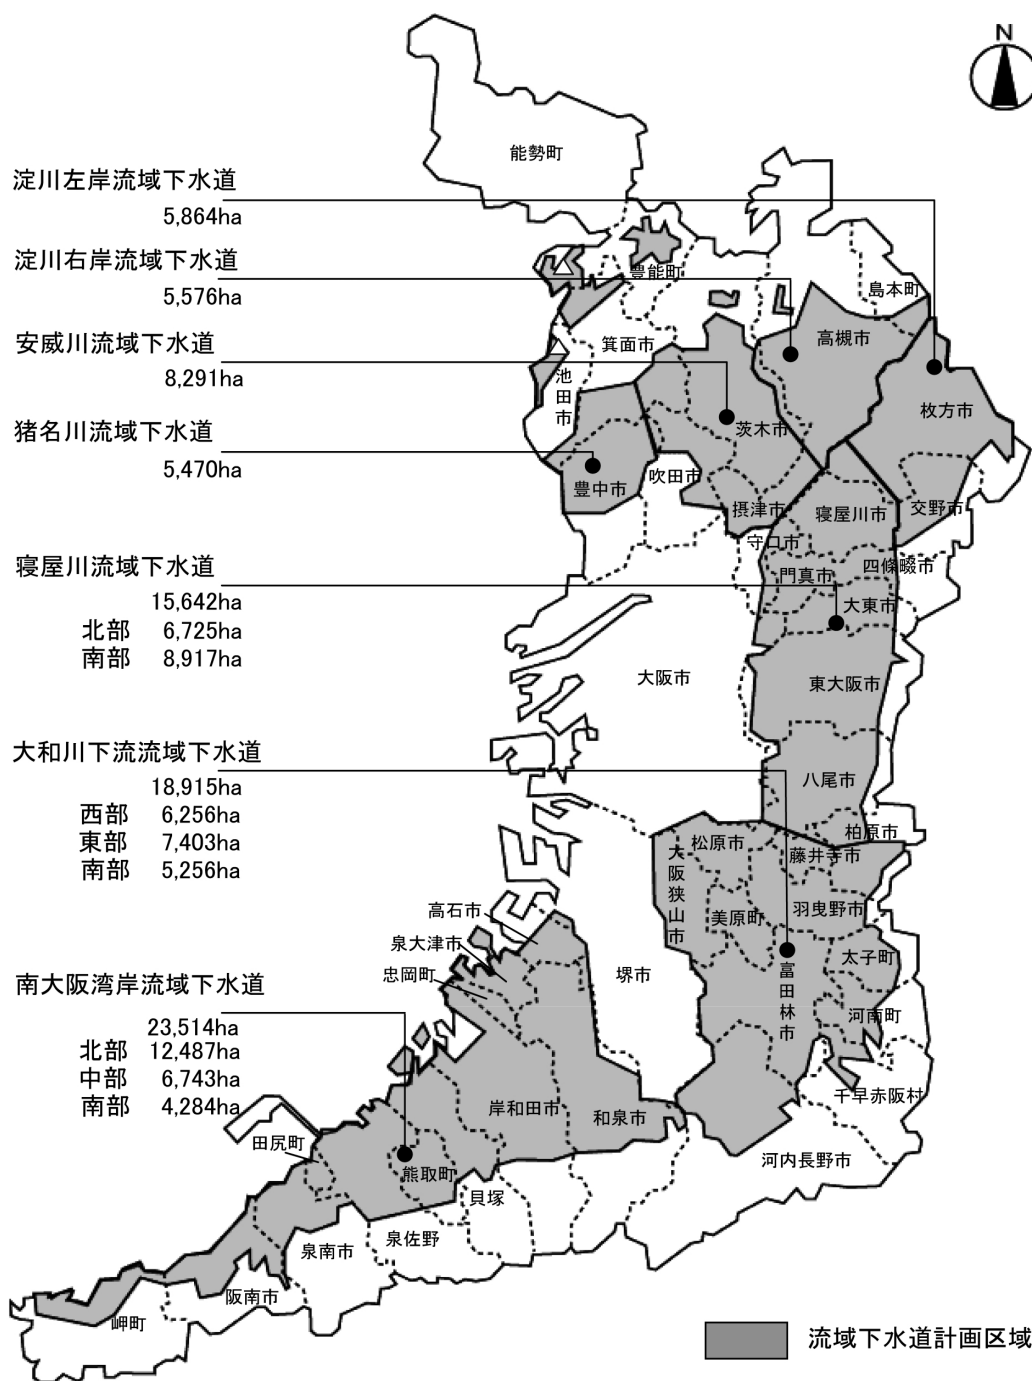 N
能勢町
淀川左岸流域下水道
5,864ha
淀川右岸流域下水道
5,576ha
豊能町
島本町
安威川流域下水道
8,291ha
箕面市
高槻市
池田市
茨木市
枚方市
猪名川流域下水道
5,470ha
豊中市
吹田市
摂津市
寝屋川市
交野市
守口市
門真市
四條畷市
寝屋川流域下水道
15,642ha
北部 6,725ha
南部 8,917ha
大東市
大阪市
東大阪市
八尾市
大和川下流流域下水道
18,915ha
西部 6,256ha
東部 7,403ha
南部 5,256ha
柏原市
松原市
藤井寺市
大阪狭山市
美原町
羽曳野市
高石市
泉大津市
忠岡町
堺市
太子町
富田林市
河南町
南大阪湾岸流域下水道
23,514ha
北部 12,487ha
中部 6,743ha
南部 4,284ha
千早赤阪村
岸和田市
和泉市
田尻町
熊取町
河内長野市
貝塚
泉佐野
泉南市
阪南市
岬町
流域下水道計画区域